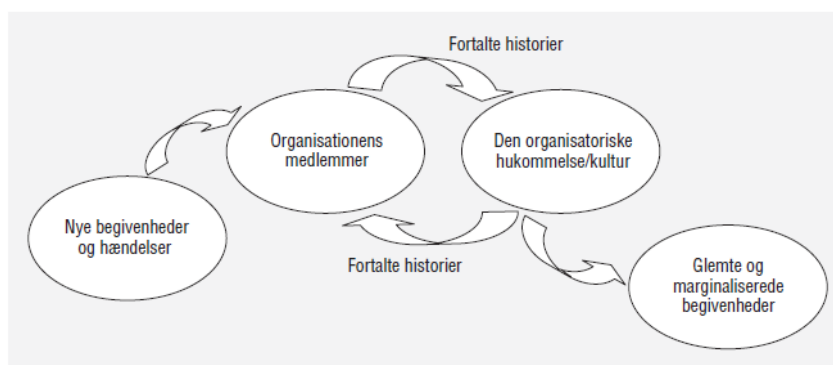 Fortalte historier
Organisationens
medlemmer
Den organisatoriske
hukommelse/kultur
Nye begivenheder
og hændelser
Fortalte historier
Glemte og
marginaliserede
begivenheder